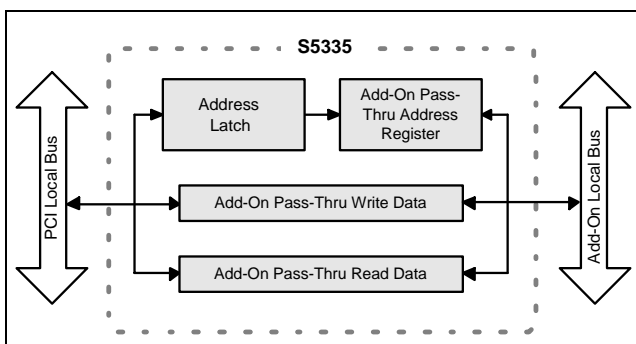 S5335
Address
Latch
Add-On Pass-
Thru Address
Register
PCI Local Bus
Add-On Pass-Thru Write Data
Add-On Local Bus
Add-On Pass-Thru Read Data